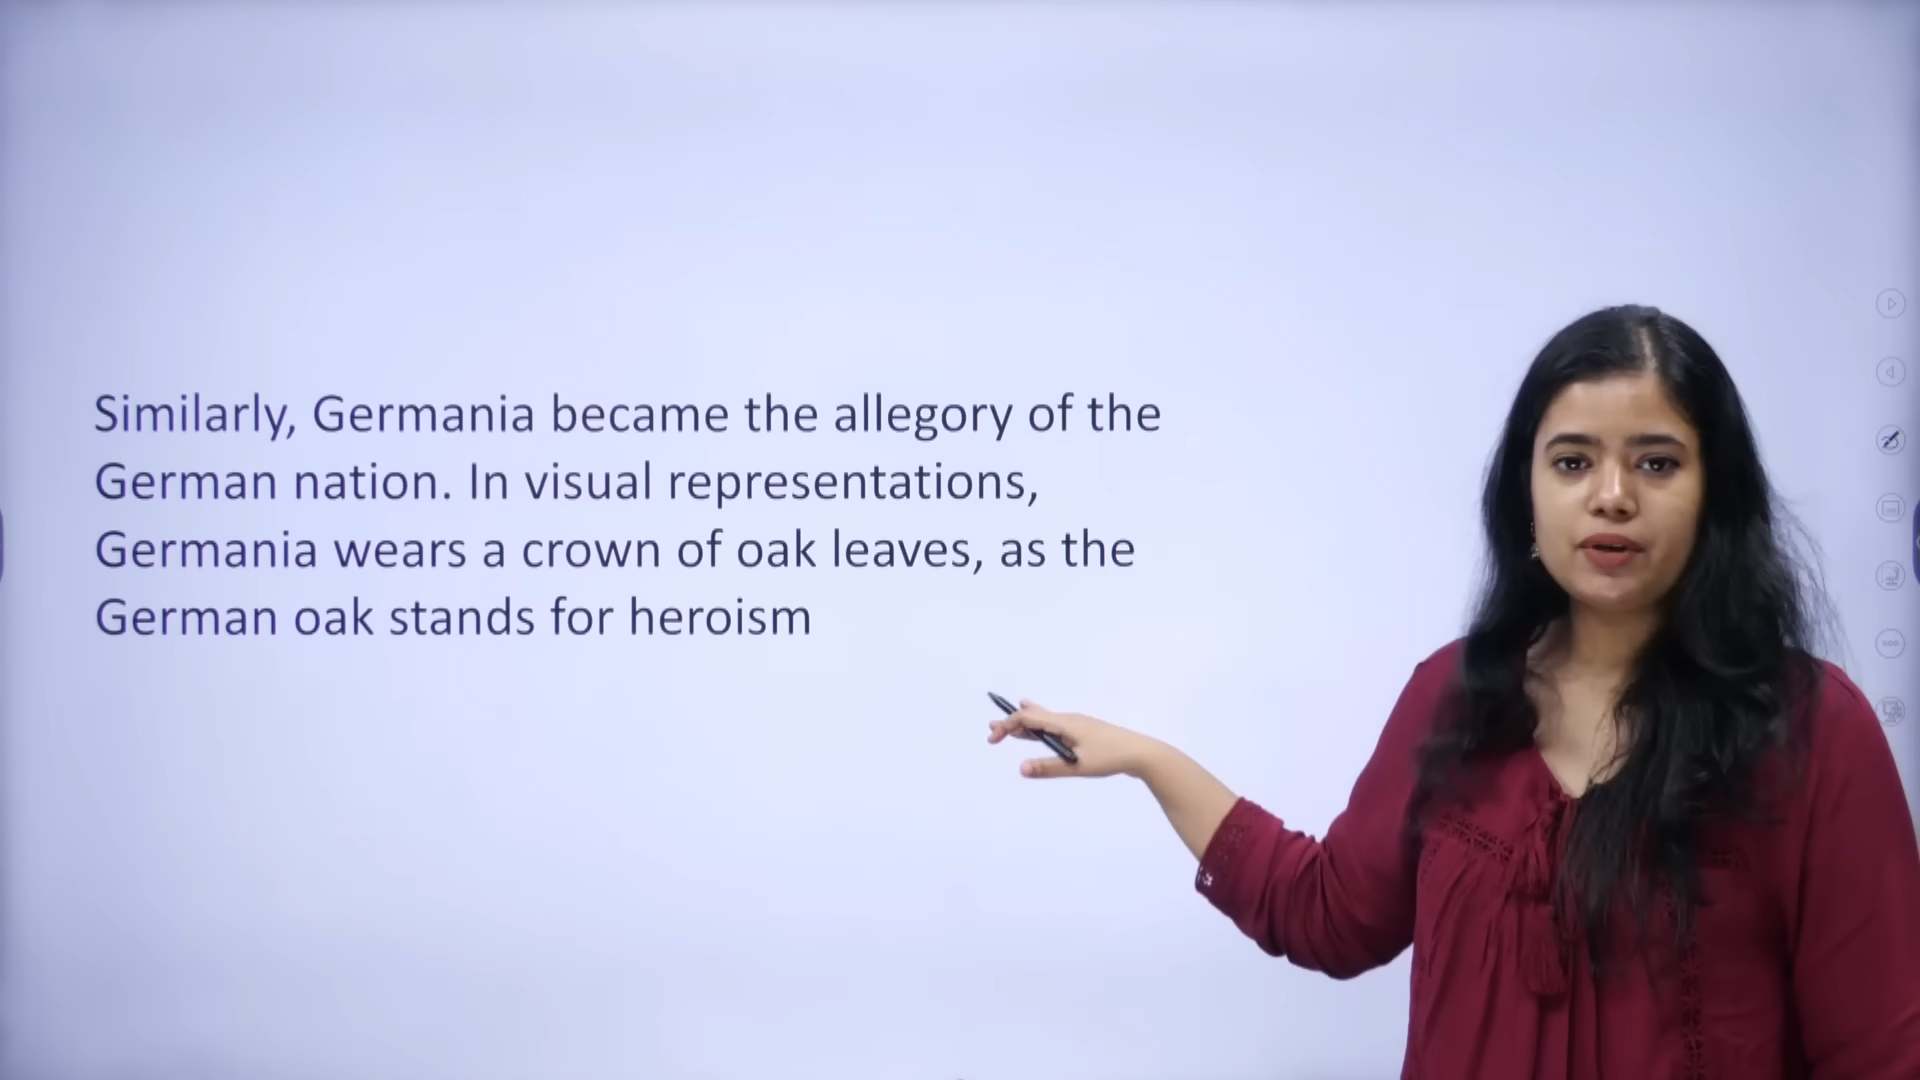 Similarly, Germania became the allegory of the
German nation. In visual representations,
Germania wears a crown of oak leaves, as the
German oak stands for heroism